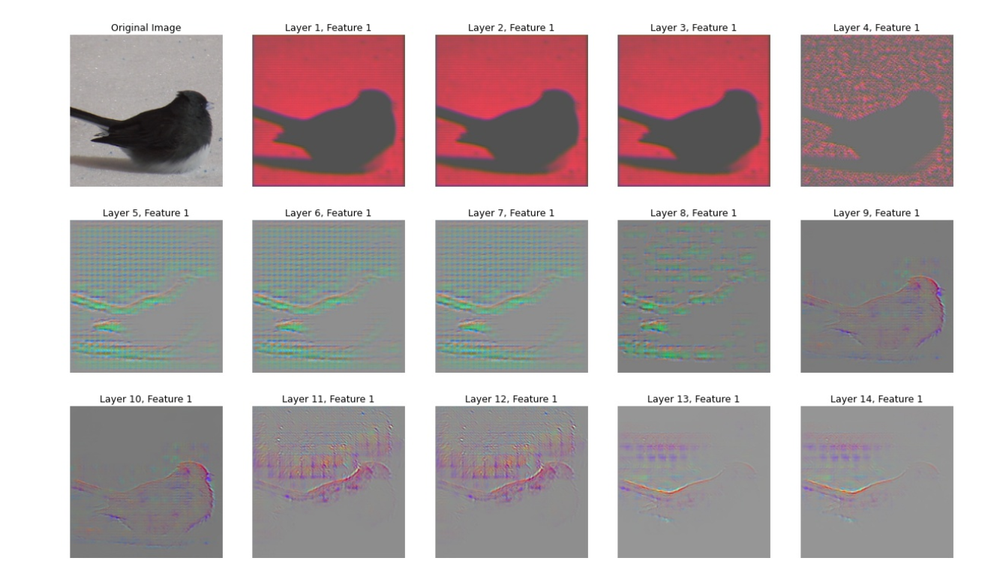 Original Image
Layer 1, Feature 1
Layer 2, Feature 1
Layer 3, Feature 1
Layer 4, Feature 1
Layer 5, Feature 1
Layer 6, Feature 1
Layer 7, Feature 1
Layer 8, Feature 1
Layer 9, Feature 1
Layer 10, Feature 1
Layer 11, Feature 1
Layer 12, Feature 1
Layer 13, Feature 1
Layer 14, Feature 1